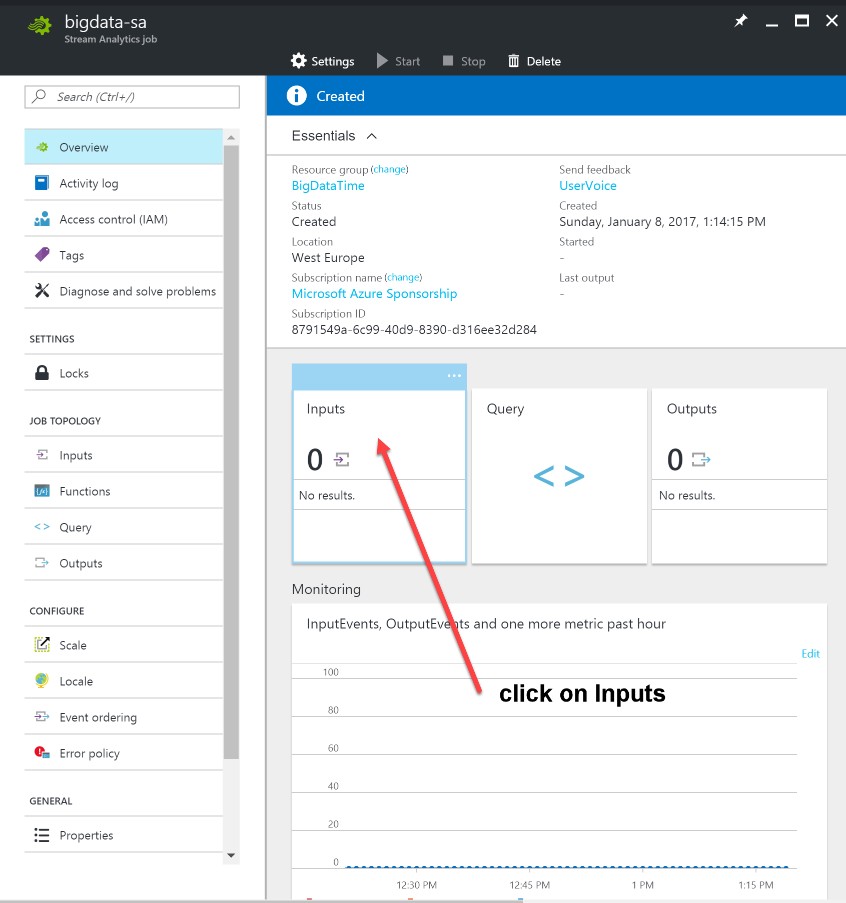 bigdata-sa
Stream Analytics job
Settings Start Stop Delete
Search (Ctrl+/)
Overview
Activity log
Access control (IAM)
Tags
Diagnose and solve problems
SETTINGS
Locks
JOB TOPOLOGY
Inputs
Functions
Query
Outputs
CONFIGURE
Scale
Locale
Event ordering
Error policy
GENERAL
Properties
Created
Essentials
Resource group (change)
BigDataTime
Status
Created
Location
West Europe
Subscription name (change)
Microsoft Azure Sponsorship
Subscription ID
8791549a-6c99-40d9-8390-d316ee32d284
Send feedback
UserVoice
Created
Sunday, January 8, 2017, 1:14:15 PM
Started
-
Last output
-
Inputs
0
No results.
Query
< >
Outputs
0
No results.
Monitoring
InputEvents, OutputEvents and one more metric past hour
Edit
100
80
60
40
20
0
12:30 PM 12:45 PM 1 PM 1:15 PM
click on Inputs